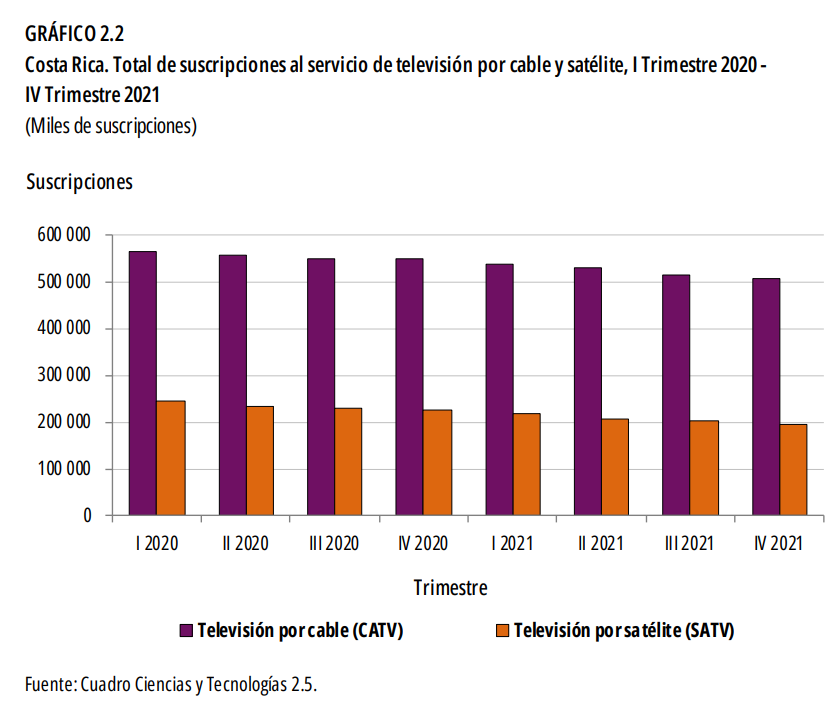 GRÁFICO 2.2
Costa Rica. Total de suscripciones al servicio de televisión por cable y satélite, I Trimestre 2020 -
IV Trimestre 2021
(Miles de suscripciones)
Suscripciones
600 000
500 000
400 000
300 000
200 000
100 000
0
I 2020 II 2020 III 2020 IV 2020 I 2021 II 2021 III 2021 IV 2021
Trimestre
Televisión por cable (CATV) Televisión por satélite (SATV)
Fuente: Cuadro Ciencias y Tecnologías 2.5.